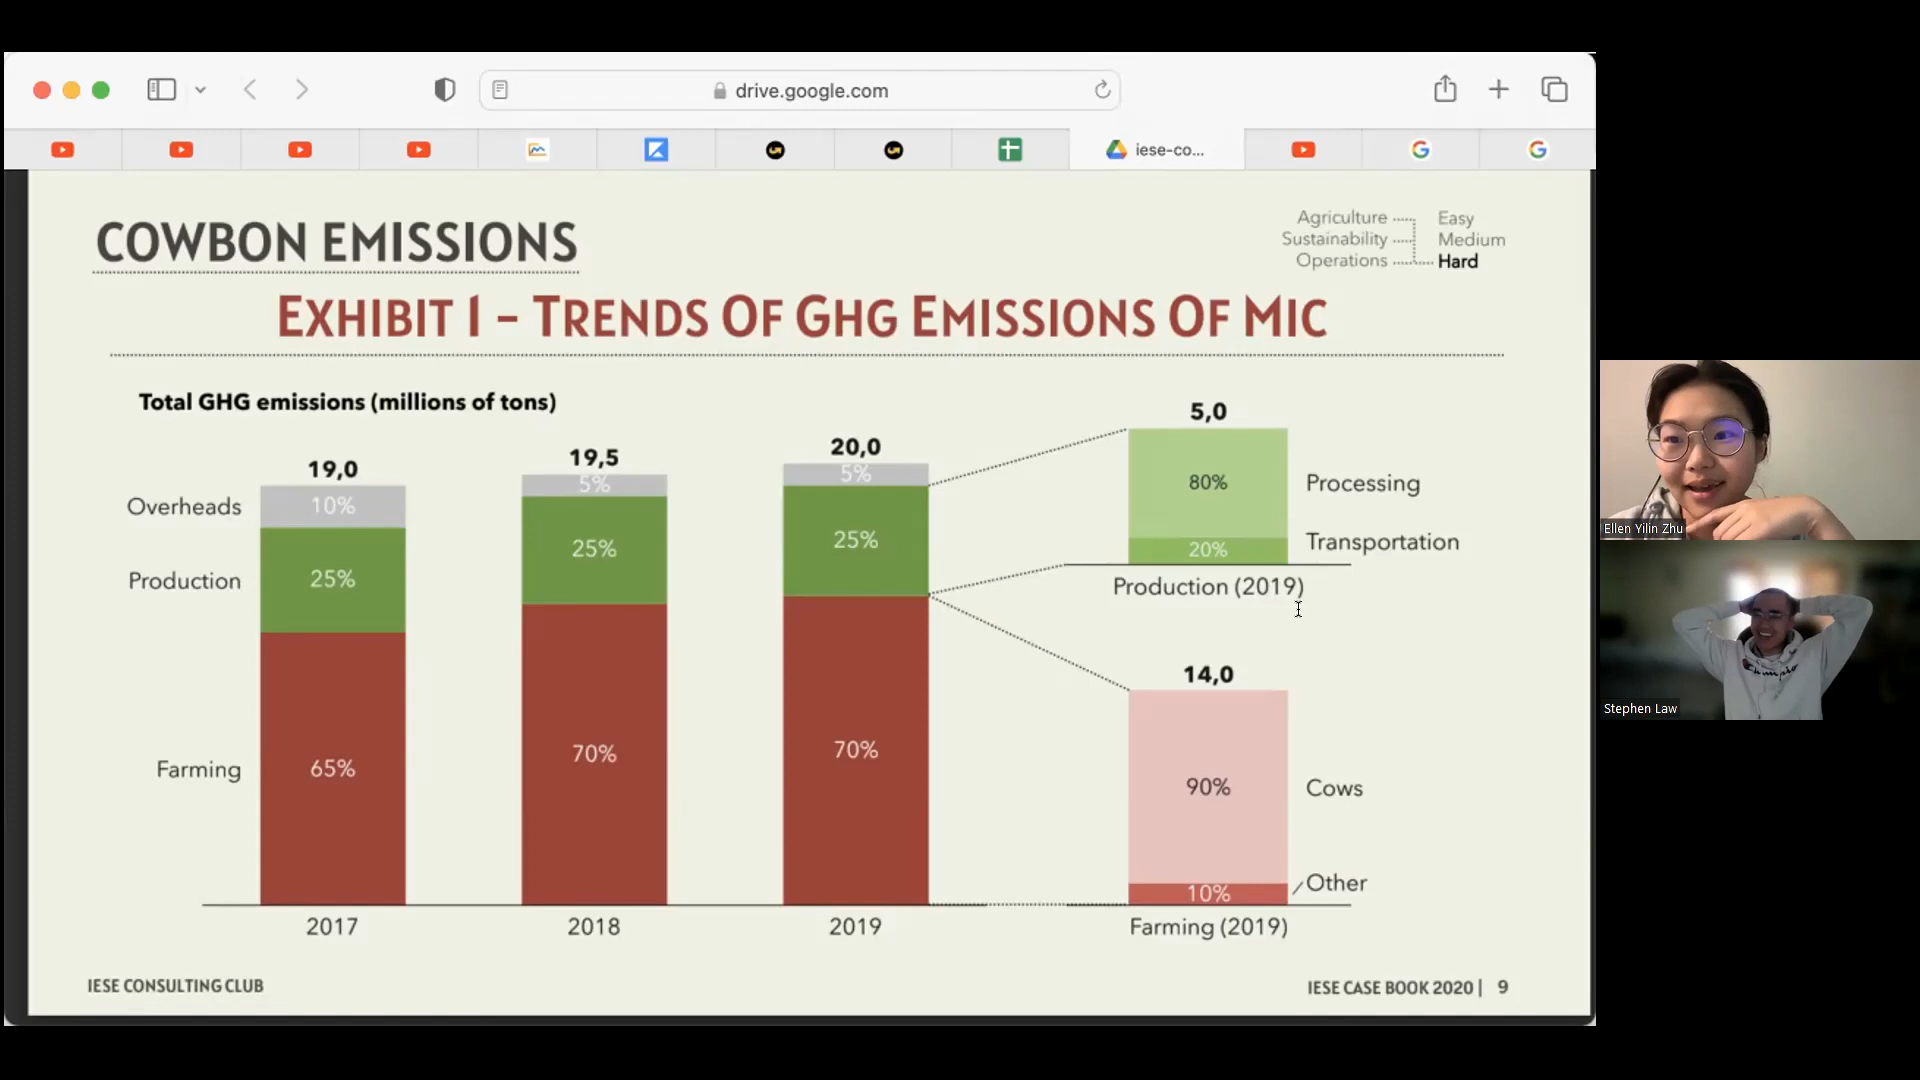 drive.google.com
iese-co...
COWBON EMISSIONS
Agriculture
Sustainability
Operations
Easy
Medium
Hard
EXHIBIT 1 – TRENDS OF GHG EMISSIONS OF MIC
Total GHG emissions (millions of tons)
19,0
19,5
20,0
5,0
Overheads
10%
5%
5%
Production
25%
25%
25%
80%
Processing
20%
Transportation
Production (2019)
Farming
65%
70%
70%
14,0
90%
Cows
10%
Other
2017
2018
2019
Farming (2019)
IESE CONSULTING CLUB
IESE CASE BOOK 2020 | 9
Ellen Yilin Zhu
Champion
Stephen Law